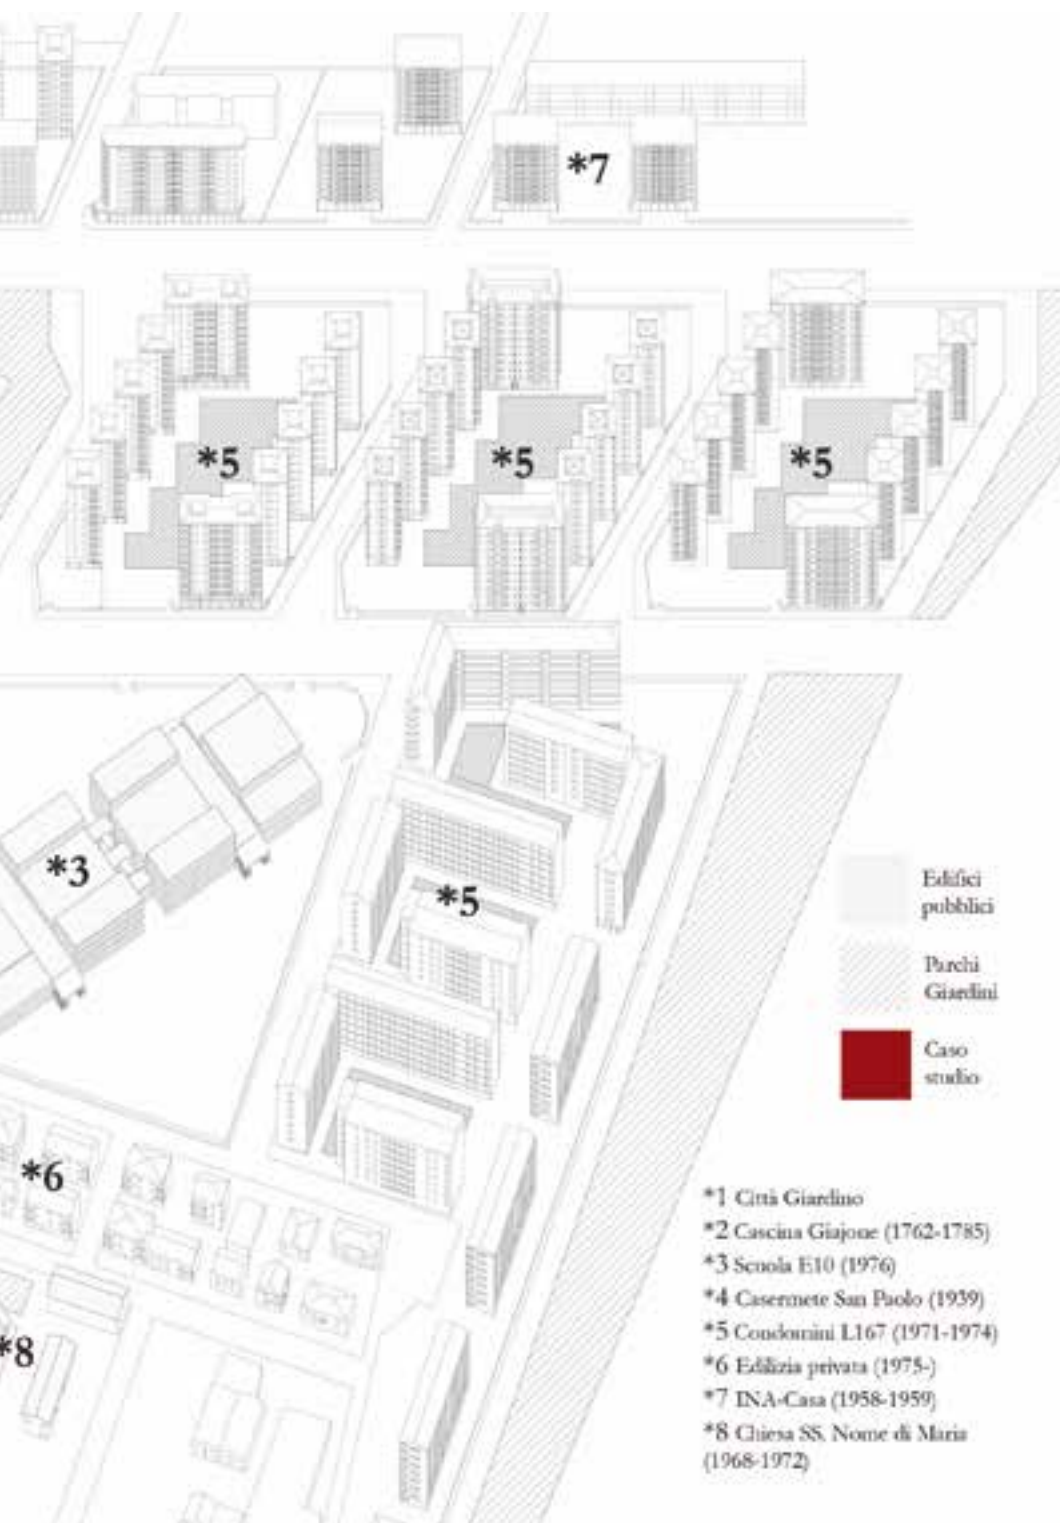 *7
*5 *5 *5
*3
*5
Edifici
pubblici
Parchi
Giardini
Caso
studio
*6
*8
*1 Città Giardino
*2 Cascina Giajone (1762-1785)
*3 Scuola E10 (1976)
*4 Casermete San Paolo (1939)
*5 Condomini L167 (1971-1974)
*6 Edilizia privata (1975-)
*7 INA-Casa (1958-1959)
*8 Chiesa SS. Nome di Maria
(1968-1972)